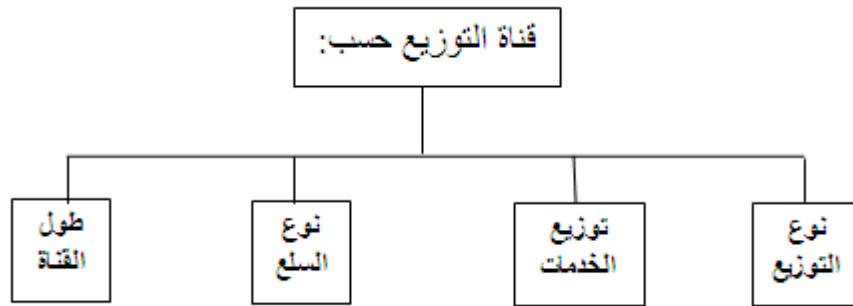 قناة التوزيع حسب:
نوع
التوزيع
توزيع
الخدمات
نوع
السلع
طول
القناة